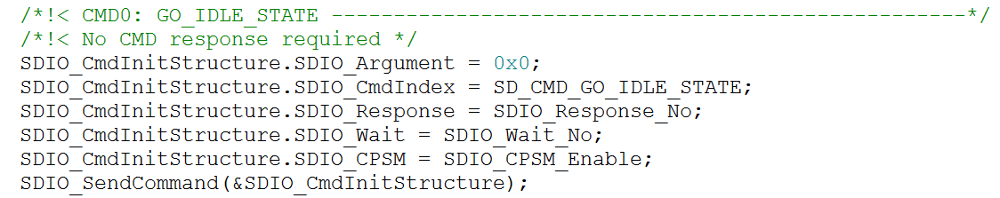 /*!< CMD0: GO_IDLE_STATE ---------------------------------------------------*/
/*!< No CMD response required */
SDIO_CmdInitStructure.SDIO_Argument = 0x0;
SDIO_CmdInitStructure.SDIO_CmdIndex = SD_CMD_GO_IDLE_STATE;
SDIO_CmdInitStructure.SDIO_Response = SDIO_Response_No;
SDIO_CmdInitStructure.SDIO_Wait = SDIO_Wait_No;
SDIO_CmdInitStructure.SDIO_CPSM = SDIO_CPSM_Enable;
SDIO_SendCommand(&SDIO_CmdInitStructure);